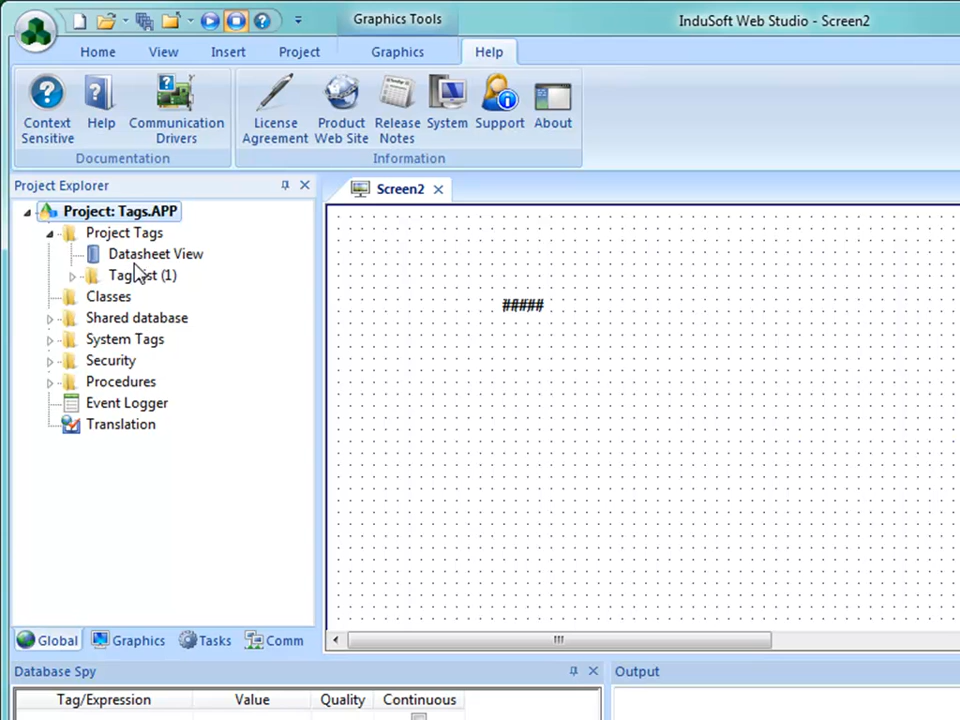 Graphics Tools
InduSoft Web Studio - Screen2
Home View Insert Project Graphics Help
Context Sensitive
Help
Communication Drivers
License Agreement
Product Web Site
Release Notes
System
Support
About
Documentation
Information
Project Explorer
Screen2
Project: Tags.APP
Project Tags
Datasheet View
Tag List (1)
Classes
Shared database
System Tags
Security
Procedures
Event Logger
Translation
#####
Global Graphics Tasks Comm
Database Spy
Output
Tag/Expression Value Quality Continuous